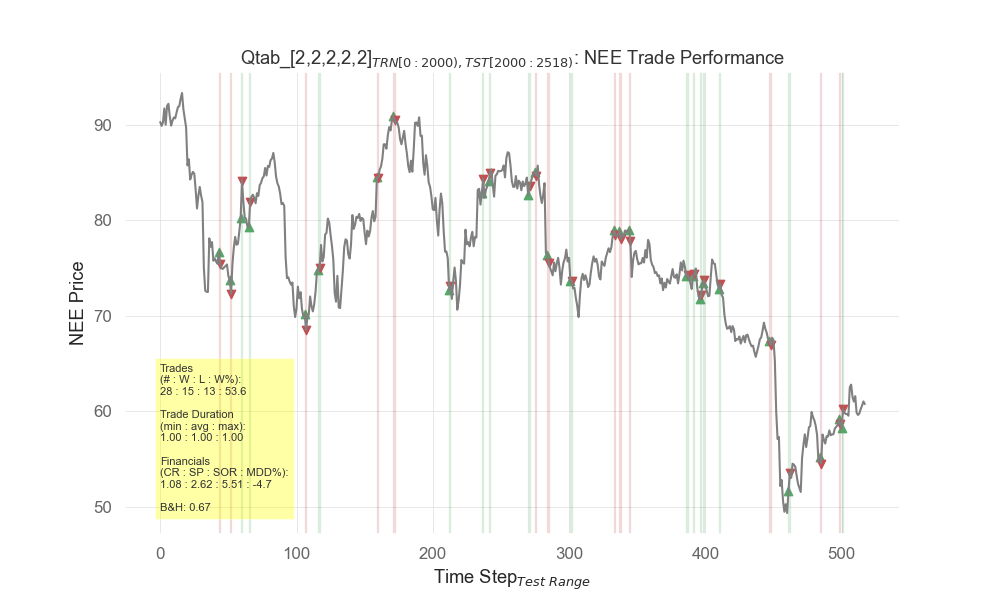 Qtab_[2,2,2,2,2]TRN[0:2000),TST[2000:2518): NEE Trade Performance
NEE Price
90
80
70
60
50
Trades
(# : W : L : W%):
28 : 15 : 13 : 53.6
Trade Duration
(min : avg : max):
1.00 : 1.00 : 1.00
Financials
(CR : SP : SOR : MDD%):
1.08 : 2.62 : 5.51 : -4.7
B&H: 0.67
0 100 200 300 400 500
Time StepTest Range